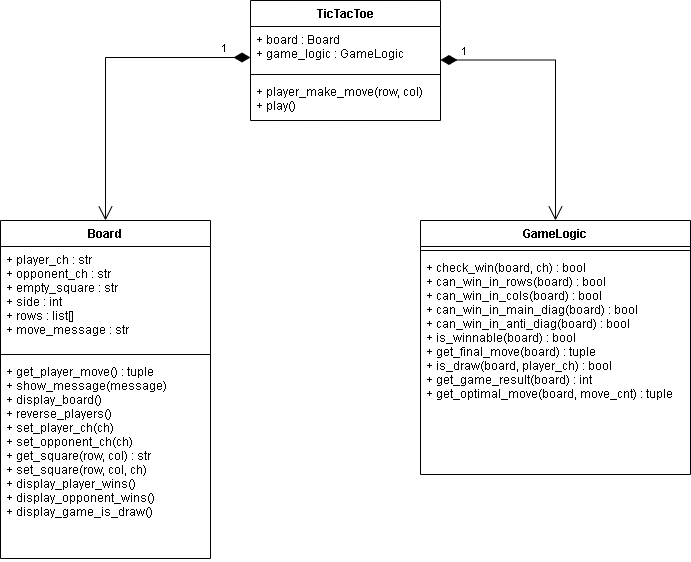 TicTacToe
+ board : Board
+ game_logic : GameLogic
+ player_make_move(row, col)
+ play()
1
1
Board
+ player_ch : str
+ opponent_ch : str
+ empty_square : str
+ side : int
+ rows : list[]
+ move_message : str
+ get_player_move() : tuple
+ show_message(message)
+ display_board()
+ reverse_players()
+ set_player_ch(ch)
+ set_opponent_ch(ch)
+ get_square(row, col) : str
+ set_square(row, col, ch)
+ display_player_wins()
+ display_opponent_wins()
+ display_game_is_draw()
GameLogic
+ check_win(board, ch) : bool
+ can_win_in_rows(board) : bool
+ can_win_in_cols(board) : bool
+ can_win_in_main_diag(board) : bool
+ can_win_in_anti_diag(board) : bool
+ is_winnable(board) : bool
+ get_final_move(board) : tuple
+ is_draw(board, player_ch) : bool
+ get_game_result(board) : int
+ get_optimal_move(board, move_cnt) : tuple